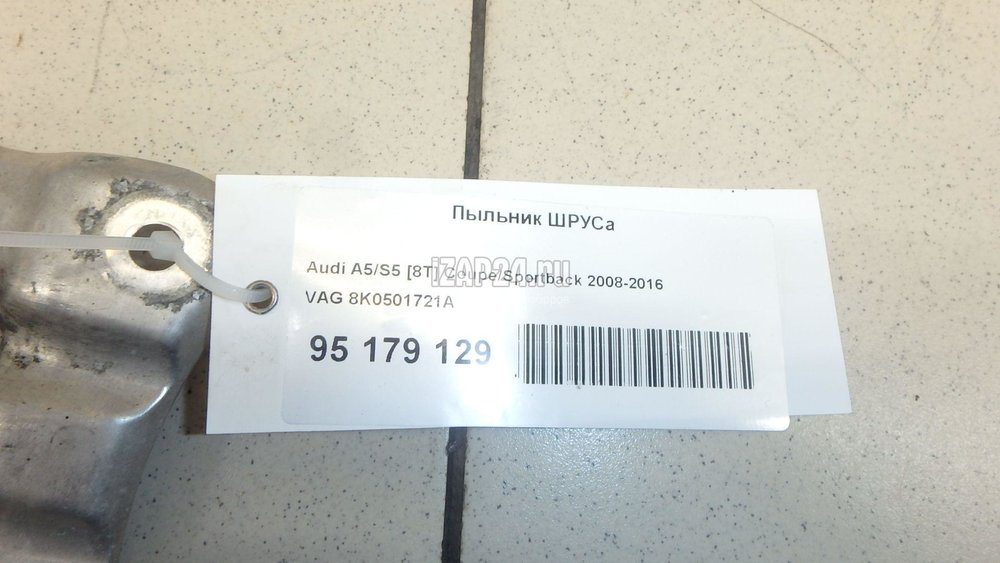 Пыльник ШРУСа
Audi A5/S5 [8T] Coupe/Sportback 2008-2016
iZAP24.ru
VAG 8K0501721A
95 179 129